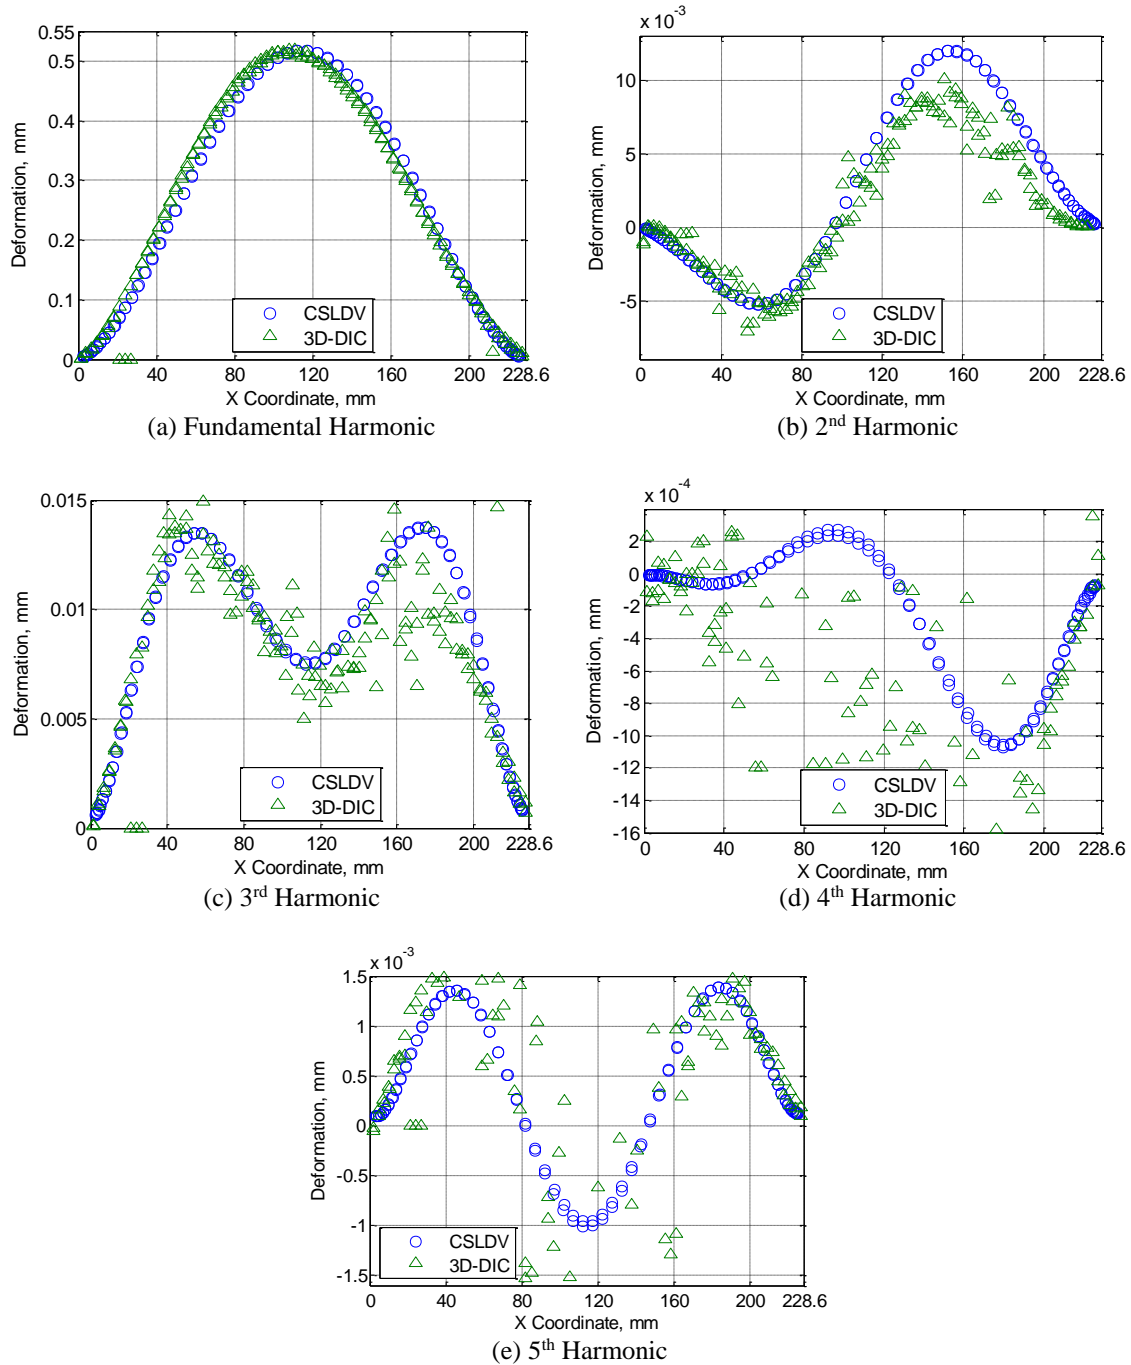 0.55
0.5
0.4
0.3
0.2
0.1
0
Deformation, mm
CSLDV
3D-DIC
0 40 80 120 160 200 228.6
X Coordinate, mm
(a) Fundamental Harmonic
x 10^-3
10
5
0
-5
Deformation, mm
CSLDV
3D-DIC
0 40 80 120 160 200 228.6
X Coordinate, mm
(b) 2nd Harmonic
0.015
0.01
0.005
0
Deformation, mm
CSLDV
3D-DIC
0 40 80 120 160 200 228.6
X Coordinate, mm
(c) 3rd Harmonic
x 10^-4
2
0
-2
-4
-6
-8
-10
-12
-14
-16
Deformation, mm
CSLDV
3D-DIC
0 40 80 120 160 200 228.6
X Coordinate, mm
(d) 4th Harmonic
x 10^-3
1.5
1
0.5
0
-0.5
-1
-1.5
Deformation, mm
CSLDV
3D-DIC
0 40 80 120 160 200 228.6
X Coordinate, mm
(e) 5th Harmonic